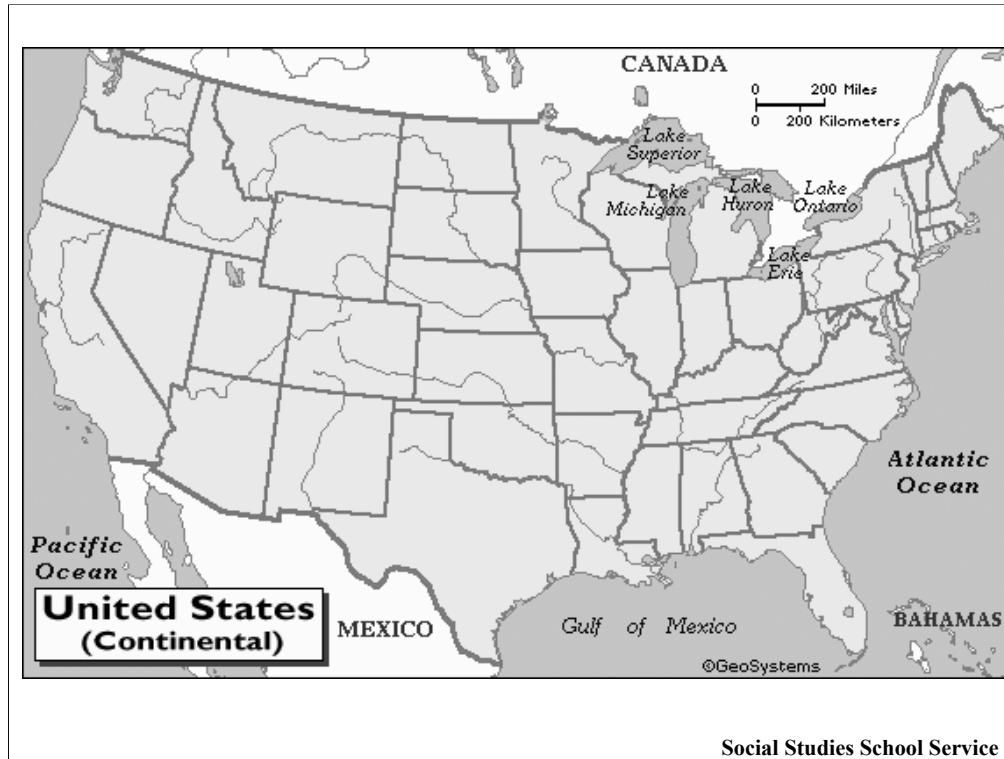 CANADA
0 200 Miles
0 200 Kilometers
Lake
Superior
Lake
Michigan
Lake
Huron
Lake
Ontario
Lake
Erie
Atlantic
Ocean
Pacific
Ocean
United States
(Continental)
MEXICO
Gulf of Mexico
BAHAMAS
©GeoSystems
Social Studies School Service